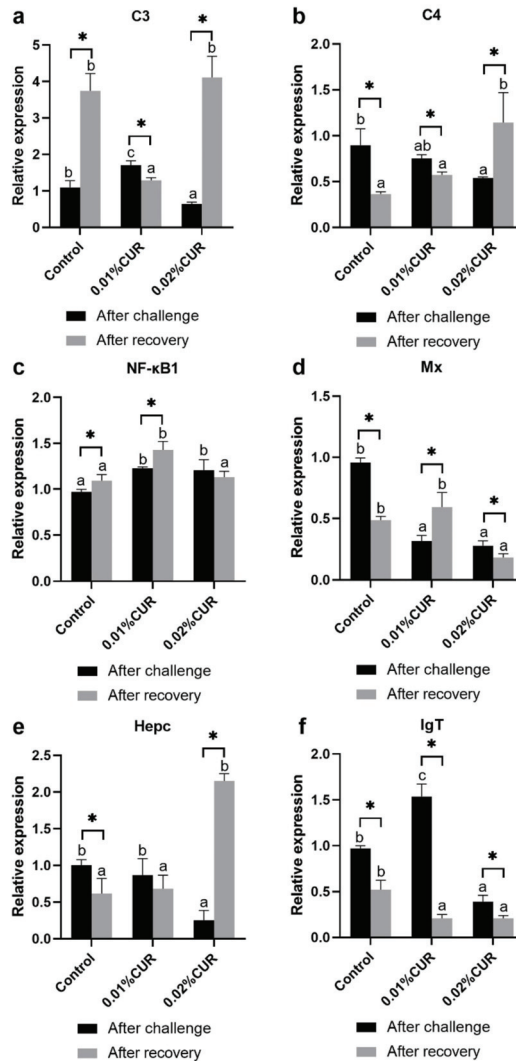 a
C3
Relative expression
5
4
3
2
1
0
*
*
*
b
b
c
a
a
b
Control
0.01%CUR
0.02%CUR
After challenge
After recovery
b
C4
Relative expression
2.0
1.5
1.0
0.5
0.0
*
*
*
b
a
ab
a
a
b
Control
0.01%CUR
0.02%CUR
After challenge
After recovery
c
NF-κB1
Relative expression
2.0
1.5
1.0
0.5
0.0
*
*
a
a
b
b
b
a
Control
0.01%CUR
0.02%CUR
After challenge
After recovery
d
Mx
Relative expression
1.5
1.0
0.5
0.0
*
*
*
b
b
a
b
a
a
Control
0.01%CUR
0.02%CUR
After challenge
After recovery
e
Hepc
Relative expression
2.5
2.0
1.5
1.0
0.5
0.0
*
*
b
a
b
a
a
b
Control
0.01%CUR
0.02%CUR
After challenge
After recovery
f
IgT
Relative expression
2.0
1.5
1.0
0.5
0.0
*
*
*
b
b
c
a
a
a
Control
0.01%CUR
0.02%CUR
After challenge
After recovery